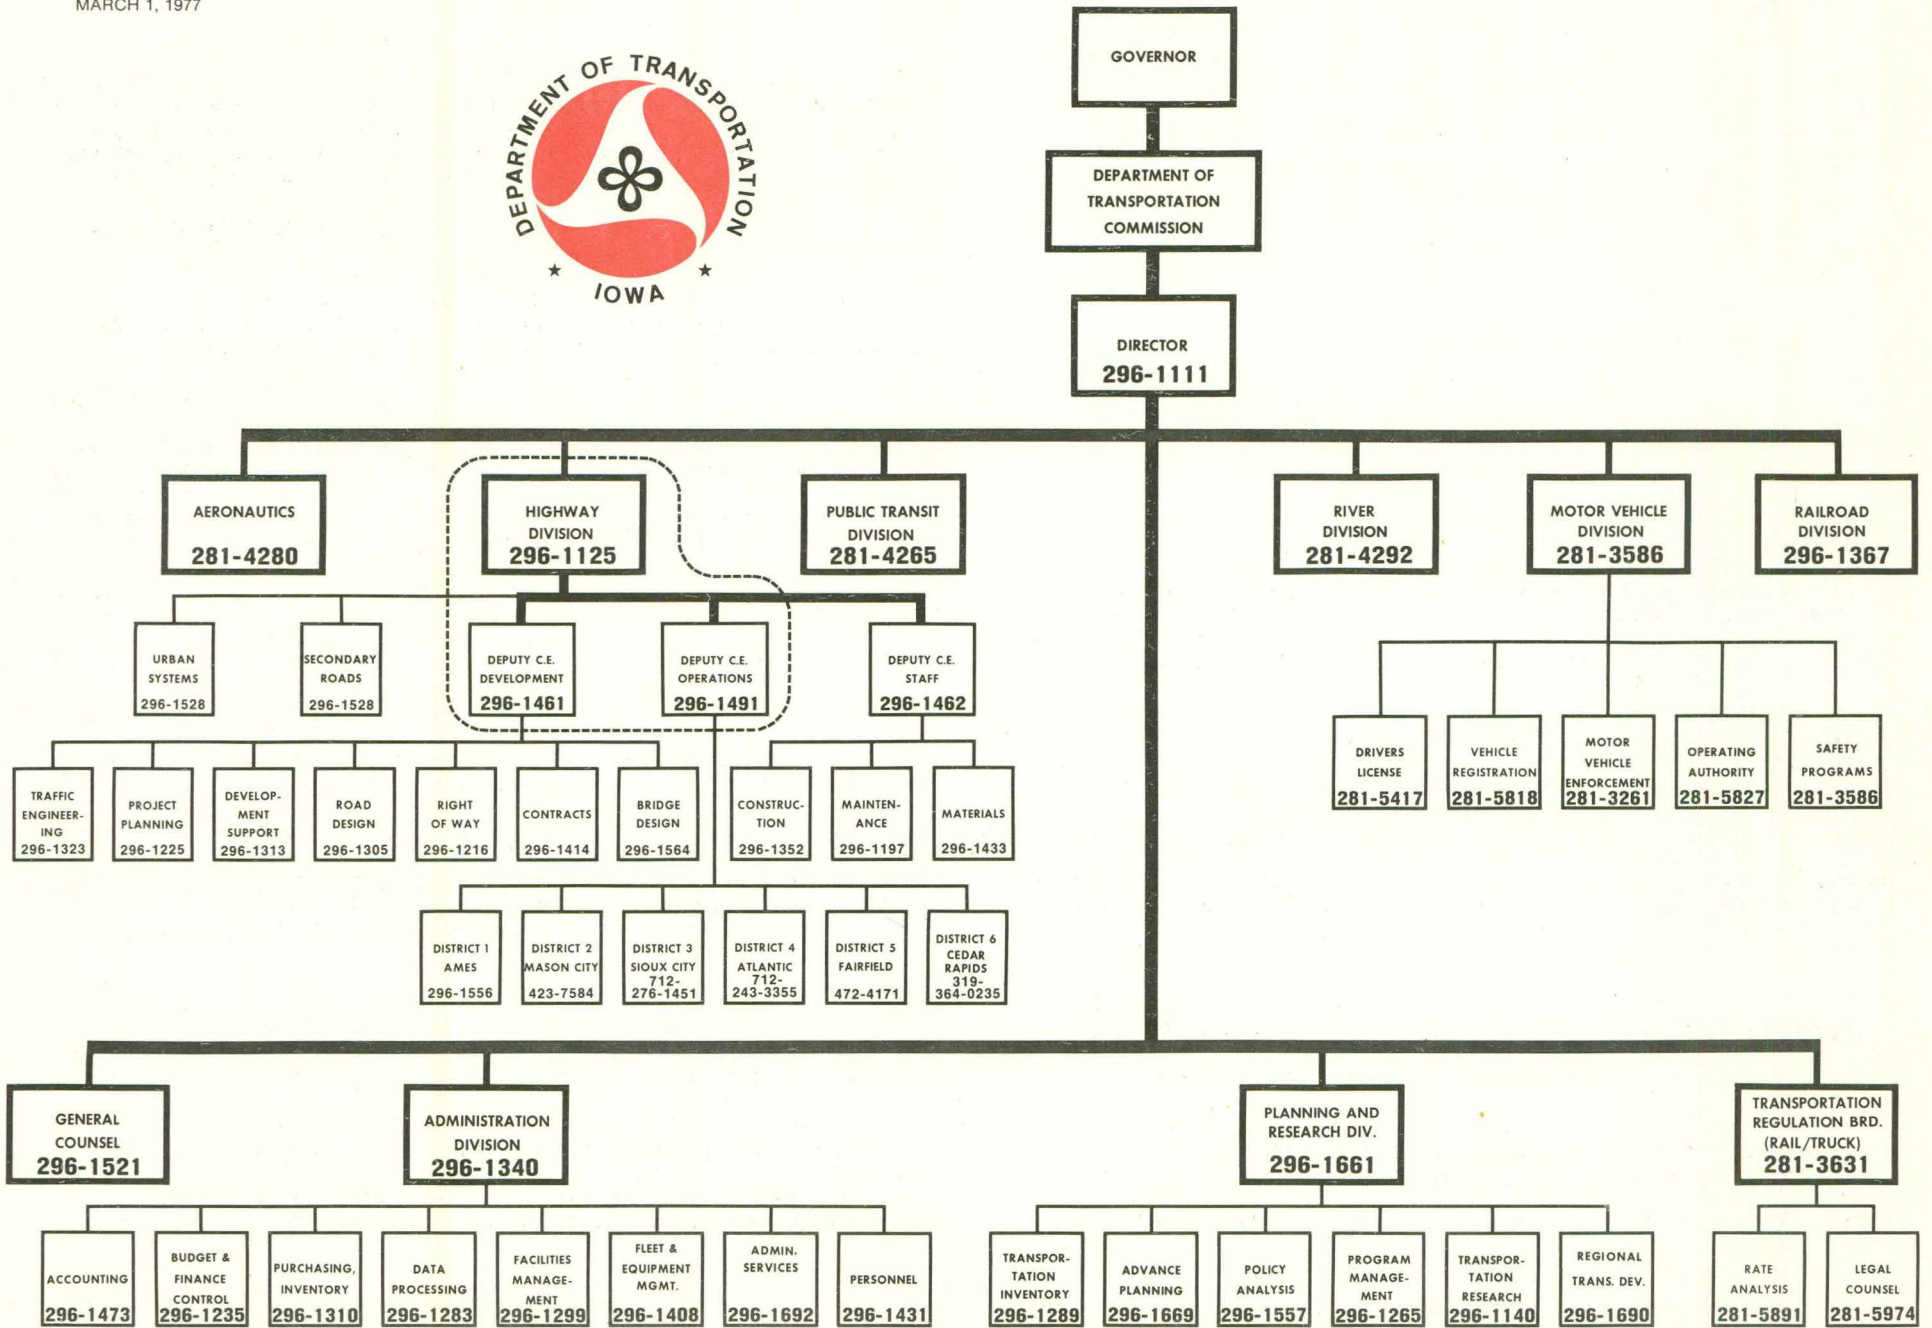 MARCH 1, 1977
DEPARTMENT OF TRANSPORTATION
IOWA
GOVERNOR
DEPARTMENT OF
TRANSPORTATION
COMMISSION
DIRECTOR
296-1111
AERONAUTICS
281-4280
HIGHWAY
DIVISION
296-1125
PUBLIC TRANSIT
DIVISION
281-4265
RIVER
DIVISION
281-4292
MOTOR VEHICLE
DIVISION
281-3586
RAILROAD
DIVISION
296-1367
URBAN
SYSTEMS
296-1528
SECONDARY
ROADS
296-1528
DEPUTY C.E.
DEVELOPMENT
296-1461
DEPUTY C.E.
OPERATIONS
296-1491
DEPUTY C.E.
STAFF
296-1462
DRIVERS
LICENSE
281-5417
VEHICLE
REGISTRATION
281-5818
MOTOR
VEHICLE
ENFORCEMENT
281-3261
OPERATING
AUTHORITY
281-5827
SAFETY
PROGRAMS
281-3586
TRAFFIC
ENGINEER-
ING
296-1323
PROJECT
PLANNING
296-1225
DEVELOP-
MENT
SUPPORT
296-1313
ROAD
DESIGN
296-1305
RIGHT
OF WAY
296-1216
CONTRACTS
296-1414
BRIDGE
DESIGN
296-1564
CONSTRUC-
TION
296-1352
MAINTEN-
ANCE
296-1197
MATERIALS
296-1433
DISTRICT 1
AMES
296-1556
DISTRICT 2
MASON CITY
423-7584
DISTRICT 3
SIOUX CITY
712-
276-1451
DISTRICT 4
ATLANTIC
712-
243-3355
DISTRICT 5
FAIRFIELD
472-4171
DISTRICT 6
CEDAR
RAPIDS
319-
364-0235
GENERAL
COUNSEL
296-1521
ADMINISTRATION
DIVISION
296-1340
PLANNING AND
RESEARCH DIV.
296-1661
TRANSPORTATION
REGULATION BRD.
(RAIL/TRUCK)
281-3631
ACCOUNTING
296-1473
BUDGET &
FINANCE
CONTROL
296-1235
PURCHASING,
INVENTORY
296-1310
DATA
PROCESSING
296-1283
FACILITIES
MANAGE-
MENT
296-1299
FLEET &
EQUIPMENT
MGMT.
296-1408
ADMIN.
SERVICES
296-1692
PERSONNEL
296-1431
TRANSPOR-
TATION
INVENTORY
296-1289
ADVANCE
PLANNING
296-1669
POLICY
ANALYSIS
296-1557
PROGRAM
MANAGE-
MENT
296-1265
TRANSPOR-
TATION
RESEARCH
296-1140
REGIONAL
TRANS. DEV.
296-1690
RATE
ANALYSIS
281-5891
LEGAL
COUNSEL
281-5974